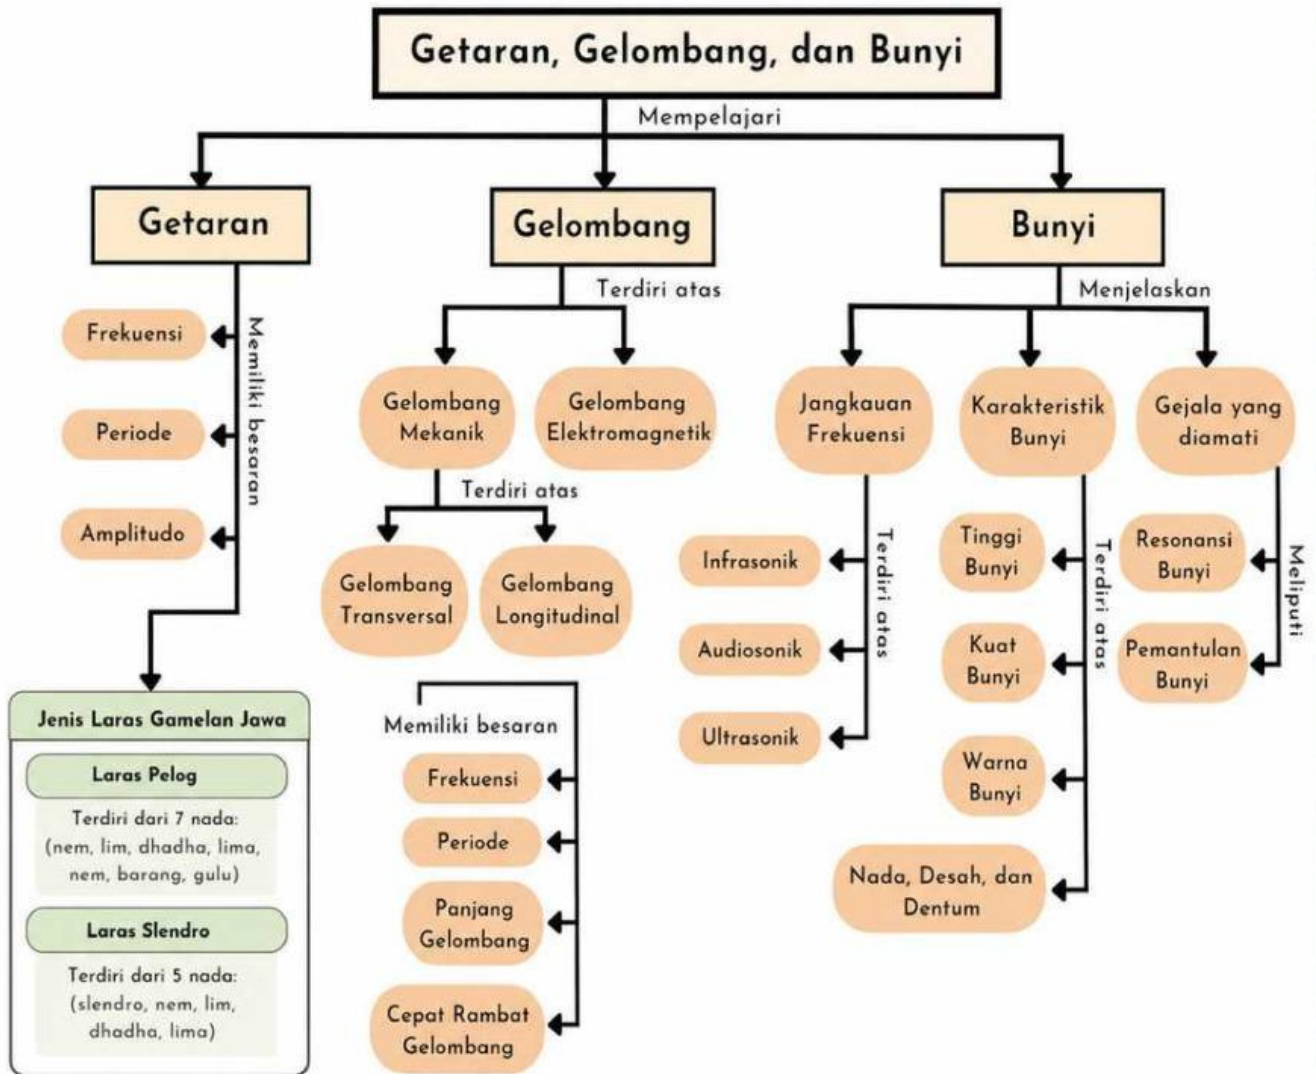 Getaran, Gelombang, dan Bunyi
Mempelajari
Getaran
Memiliki besaran
Frekuensi
Periode
Amplitudo
Jenis Laras Gamelan Jawa
Laras Pelog
Terdiri dari 7 nada:
(nem, lim, dhadha, lima,
nem, barang, gulu)
Laras Slendro
Terdiri dari 5 nada:
(slendro, nem, lim,
dhadha, lima)
Gelombang
Terdiri atas
Gelombang
Mekanik
Gelombang
Elektromagnetik
Terdiri atas
Gelombang
Transversal
Gelombang
Longitudinal
Memiliki besaran
Frekuensi
Periode
Panjang
Gelombang
Cepat Rambat
Gelombang
Bunyi
Menjelaskan
Jangkauan
Frekuensi
Terdiri atas
Infrasonik
Audiosonik
Ultrasonik
Karakteristik
Bunyi
Terdiri atas
Tinggi
Bunyi
Kuat
Bunyi
Warna
Bunyi
Nada, Desah, dan
Dentum
Gejala yang
diamati
Meliputi
Resonansi
Bunyi
Pemantulan
Bunyi